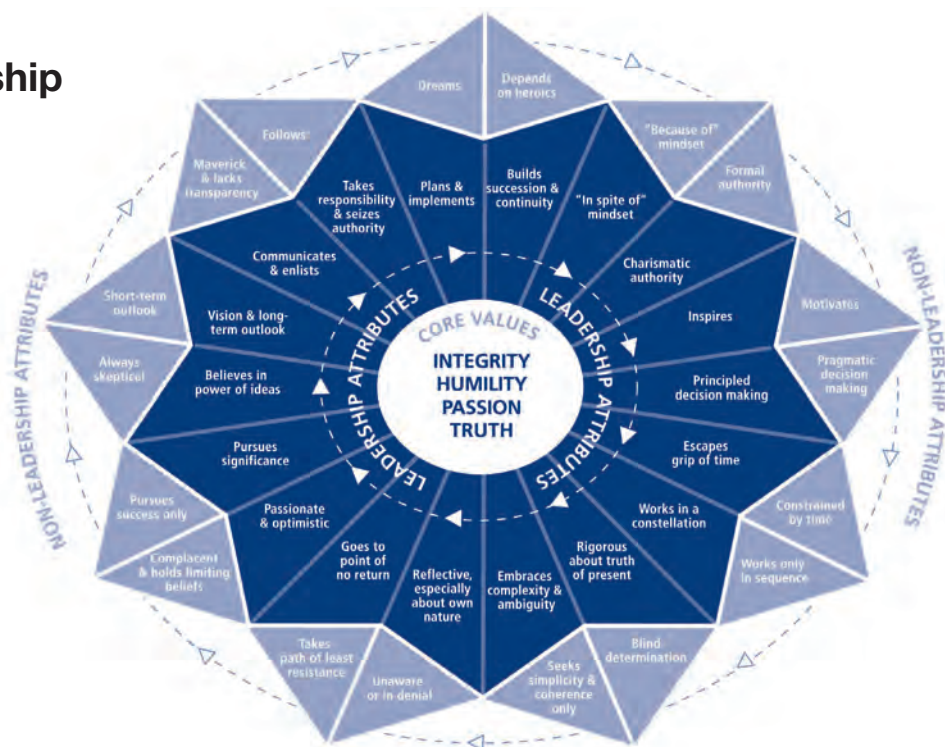 ship
Dreams
Depends
on heroics
"Because of"
mindset
Formal
authority
Motivates
Pragmatic
decision
making
Constrained
by time
Works only
in sequence
Blind
determination
Seeks
simplicity &
coherence
only
Unaware
or in denial
Takes
path of least
resistance
Complacent
& holds limiting
beliefs
Pursues
success only
Always
skeptical
Short-term
outlook
Maverick
& lacks
transparency
Follows
NON-LEADERSHIP ATTRIBUTES
NON-LEADERSHIP ATTRIBUTES
Plans &
implements
Builds
succession &
continuity
"In spite of"
mindset
Charismatic
authority
Inspires
Principled
decision making
Escapes
grip of time
Works in a
constellation
Rigorous
about truth
of present
Embraces
complexity &
ambiguity
Reflective,
especially
about own
nature
Goes to
point of
no return
Passionate
& optimistic
Pursues
significance
Believes in
power of ideas
Vision & long-
term outlook
Communicates
& enlists
Takes
responsibility
& seizes
authority
LEADERSHIP ATTRIBUTES
LEADERSHIP ATTRIBUTES
LEADERSHIP ATTRIBUTES
CORE VALUES
INTEGRITY
HUMILITY
PASSION
TRUTH